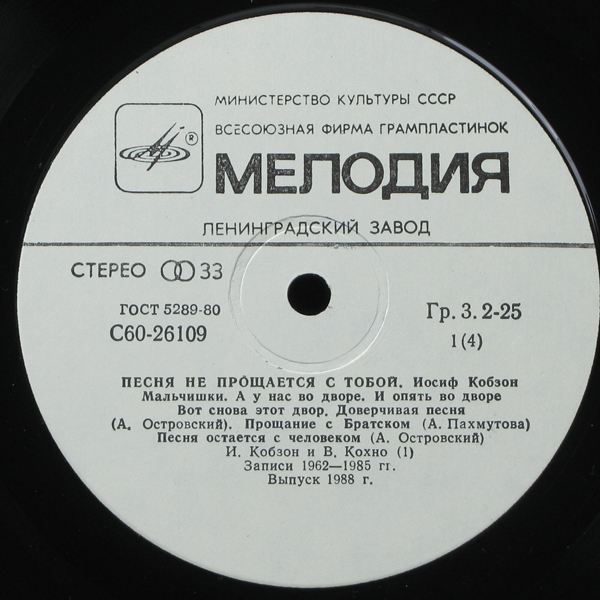 МИНИСТЕРСТВО КУЛЬТУРЫ СССР
ВСЕСОЮЗНАЯ ФИРМА ГРАМПЛАСТИНОК
®
МЕЛОДИЯ
ЛЕНИНГРАДСКИЙ ЗАВОД
СТЕРЕО 33
ГОСТ 5289-80
С60-26109
Гр. 3. 2-25
1(4)
ПЕСНЯ НЕ ПРОЩАЕТСЯ С ТОБОЙ. Иосиф Кобзон
Мальчишки. А у нас во дворе. И опять во дворе
Вот снова этот двор. Доверчивая песня
(А. Островский). Прощание с Братском (А. Пахмутова)
Песня остается с человеком (А. Островский)
И. Кобзон и В. Кохно (1)
Записи 1962—1985 гг.
Выпуск 1988 г.